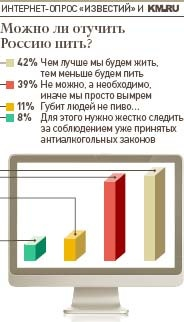 ИНТЕРНЕТ-ОПРОС «ИЗВЕСТИЙ» И KM.RU
Можно ли отучить
Россию пить?
42% Чем лучше мы будем жить,
тем меньше будем пить
39% Не можно, а необходимо,
иначе мы просто вымрем
11% Губит людей не пиво…
8% Для этого нужно жестко следить
за соблюдением уже принятых
антиалкогольных законов